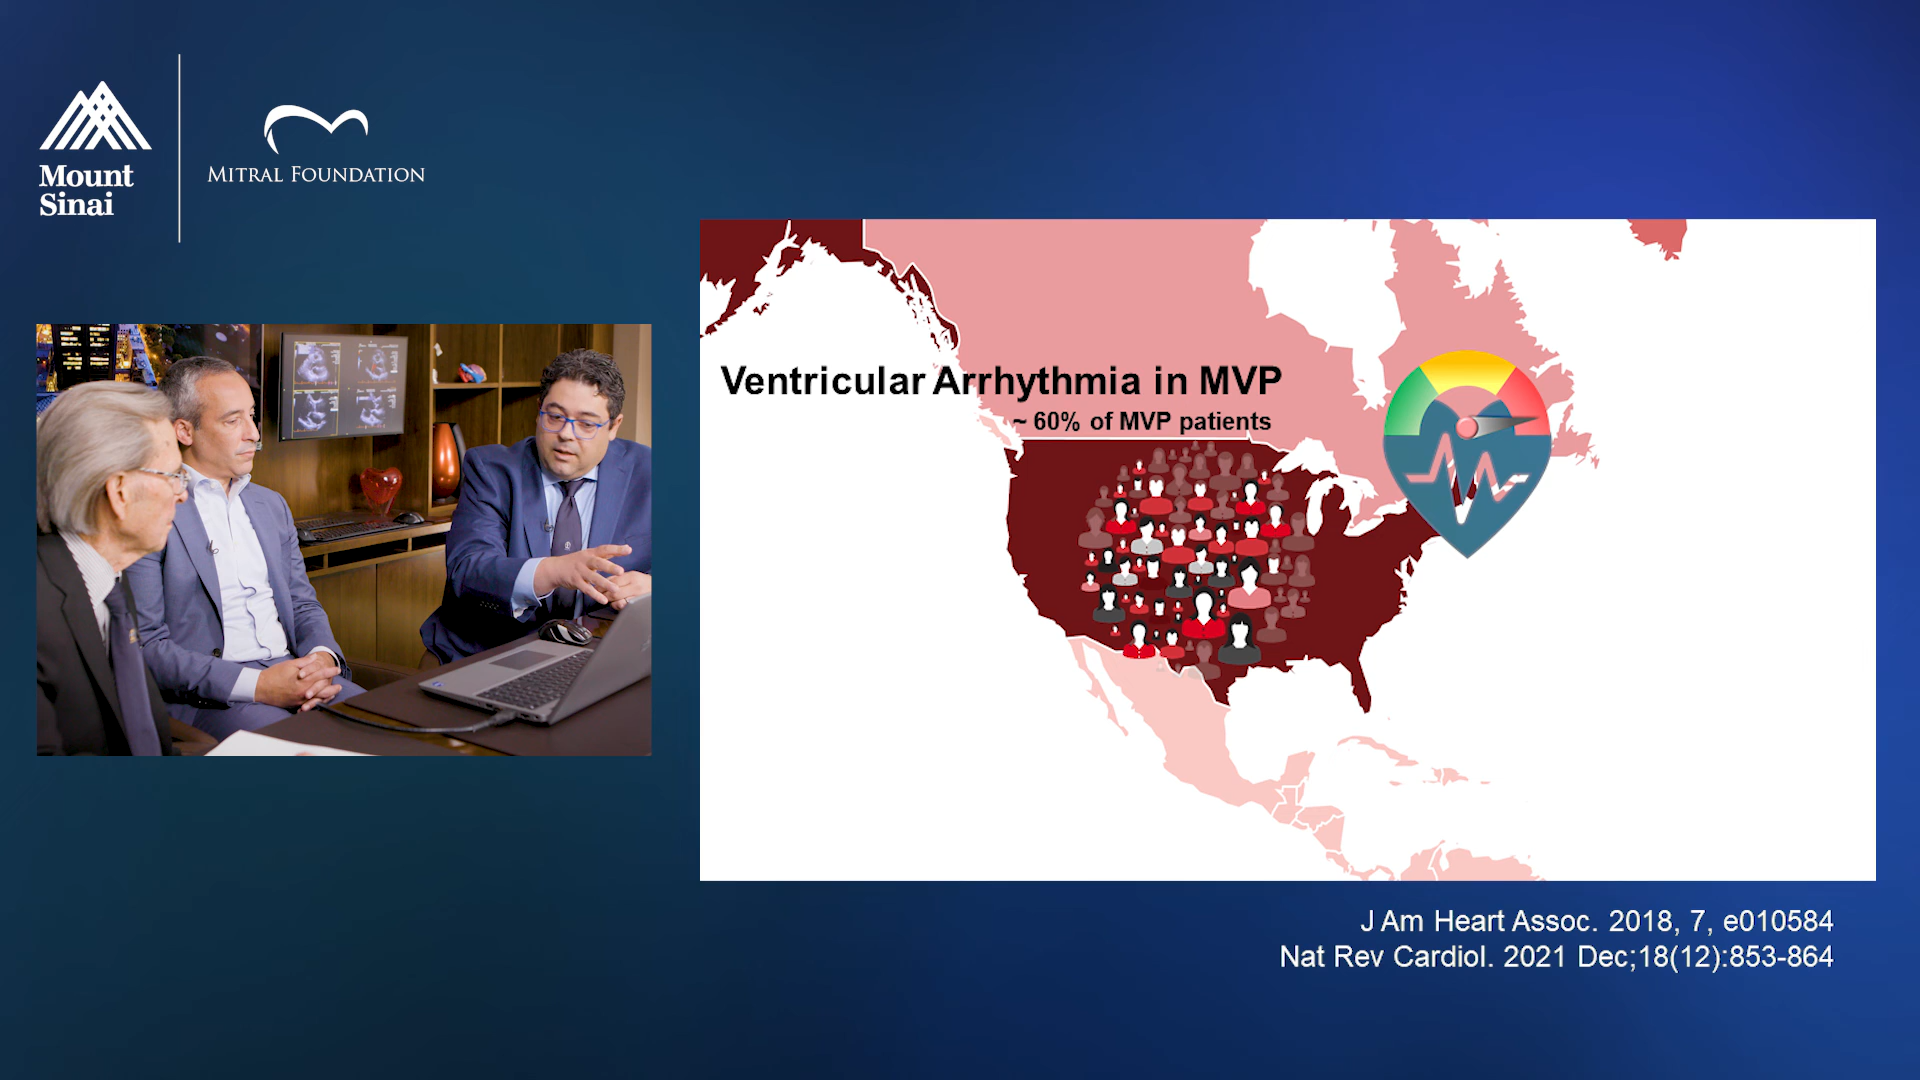 Mount
Sinai
MITRAL FOUNDATION
Ventricular Arrhythmia in MVP
~ 60% of MVP patients
J Am Heart Assoc. 2018, 7, e010584
Nat Rev Cardiol. 2021 Dec;18(12):853-864